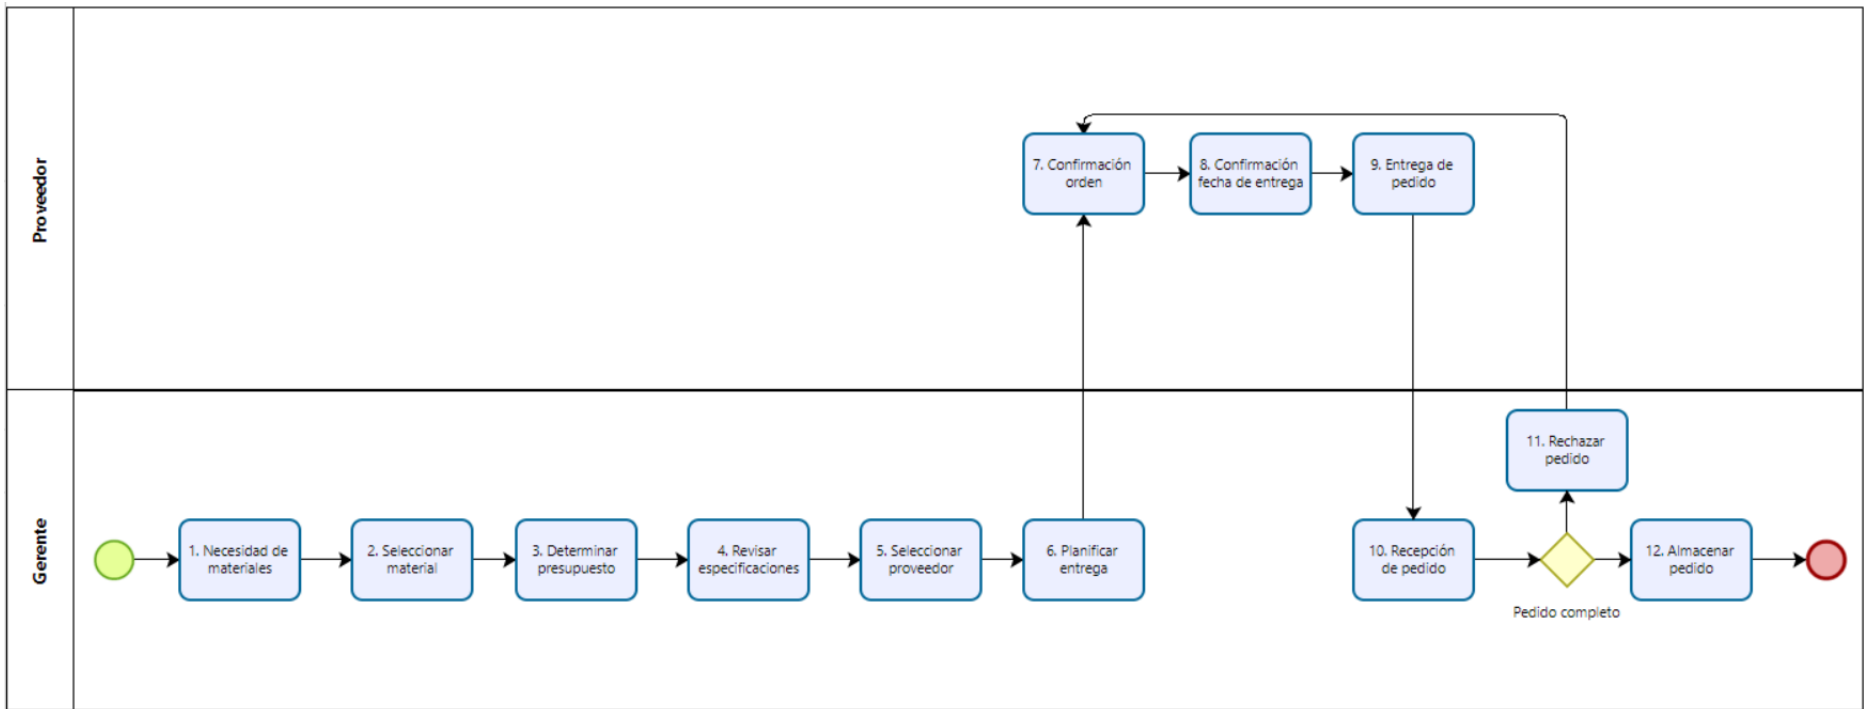 Proveedor
7. Confirmación
orden
8. Confirmación
fecha de entrega
9. Entrega de
pedido
Gerente
1. Necesidad de
materiales
2. Seleccionar
material
3. Determinar
presupuesto
4. Revisar
especificaciones
5. Seleccionar
proveedor
6. Planificar
entrega
10. Recepción
de pedido
11. Rechazar
pedido
Pedido completo
12. Almacenar
pedido